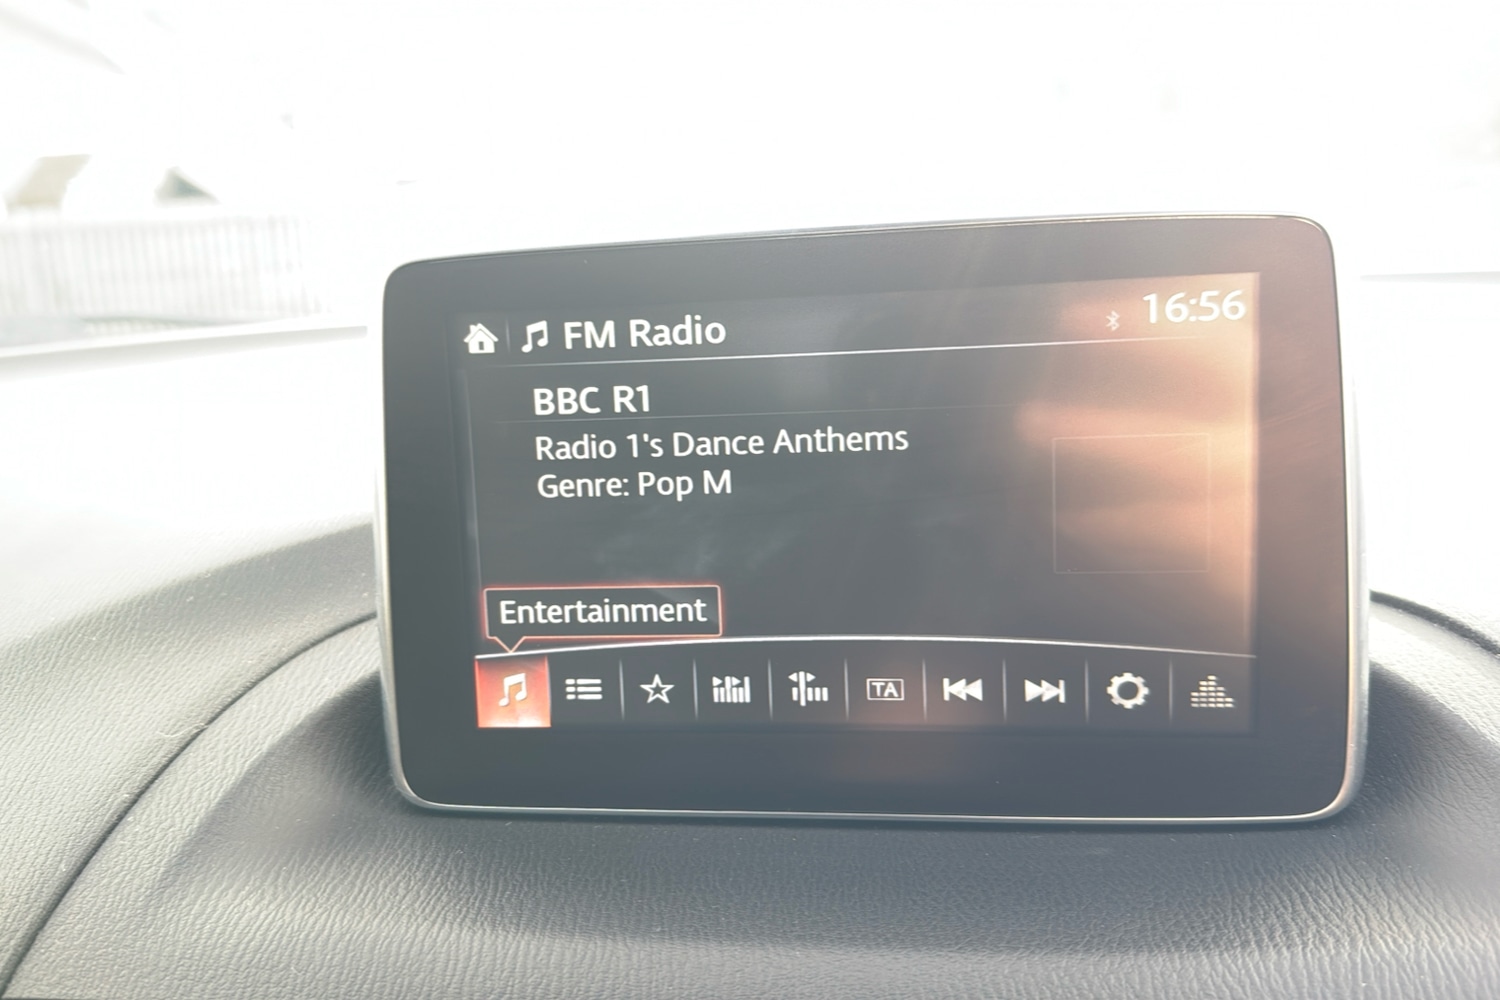 FM Radio
16:56
BBC R1
Radio 1's Dance Anthems
Genre: Pop M
Entertainment
TA